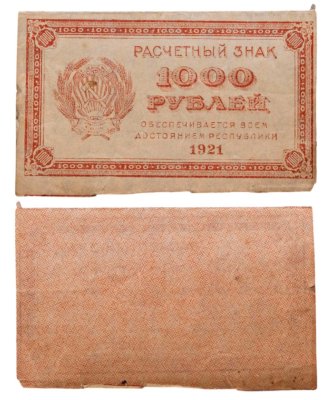 РАСЧЕТНЫЙ ЗНАК
1000
РУБЛЕЙ
ОБЕСПЕЧИВАЕТСЯ ВСЕМ
ДОСТОЯНИЕМ РЕСПУБЛИКИ
1921